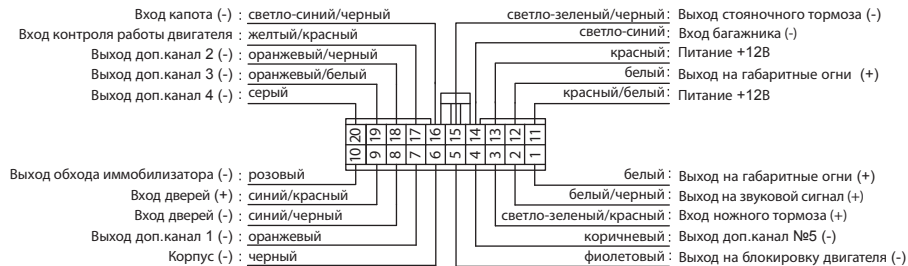 Вход капота (-) : светло-синий/черный
светло-зеленый/черный : Выход стояночного тормоза (-)
Вход контроля работы двигателя : желтый/красный
светло-синий : Вход багажника (-)
Выход доп.канал 2 (-) : оранжевый/черный
красный : Питание +12В
Выход доп.канал 3 (-) : оранжевый/белый
белый : Выход на габаритные огни (+)
Выход доп.канал 4 (-) : серый
красный/белый : Питание +12В
20 19 18 17 16 15 14 13 12 11
10 9 8 7 6 5 4 3 2 1
Выход обхода иммобилизатора (-) : розовый
белый : Выход на габаритные огни (+)
Вход дверей (+) : синий/красный
белый/черный : Выход на звуковой сигнал (+)
Вход дверей (-) : синий/черный
светло-зеленый/красный : Вход ножного тормоза (+)
Выход доп.канал 1 (-) : оранжевый
коричневый : Выход доп.канал №5 (-)
Корпус (-) : черный
фиолетовый : Выход на блокировку двигателя (-)